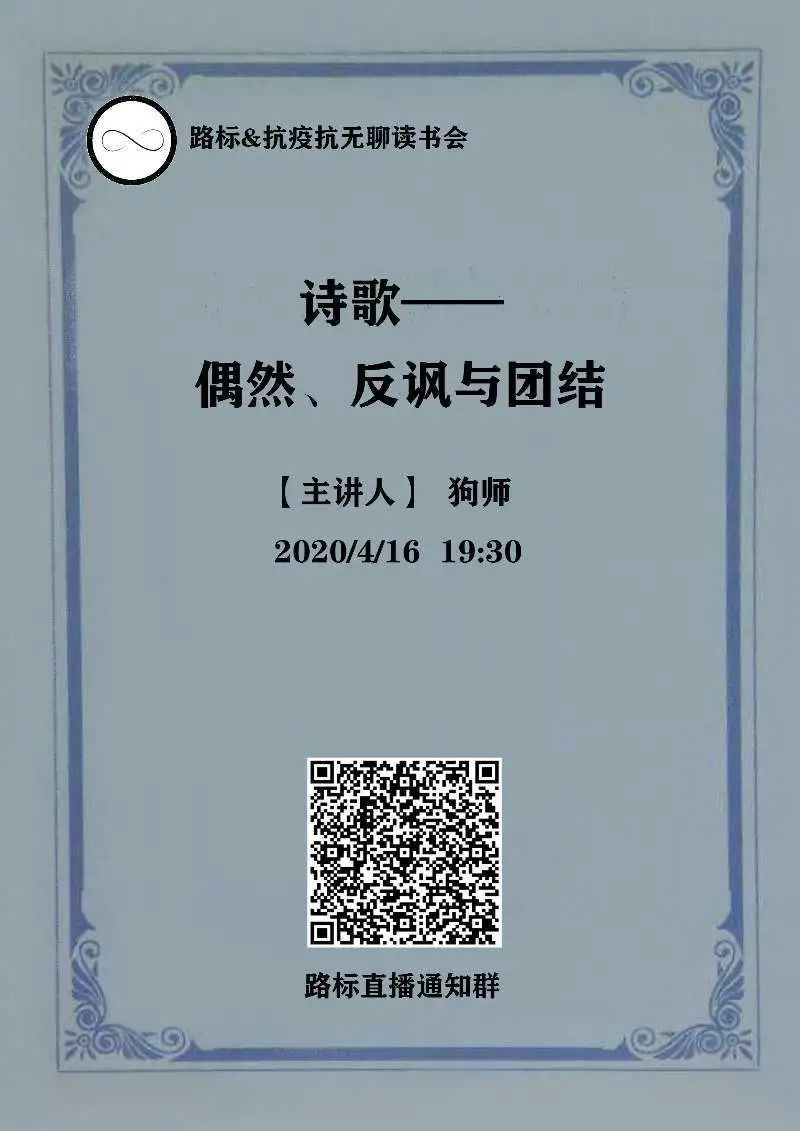 路标&抗疫抗无聊读书会
诗歌——
偶然、反讽与团结
【主讲人】 狗师
2020/4/16 19:30
路标直播通知群